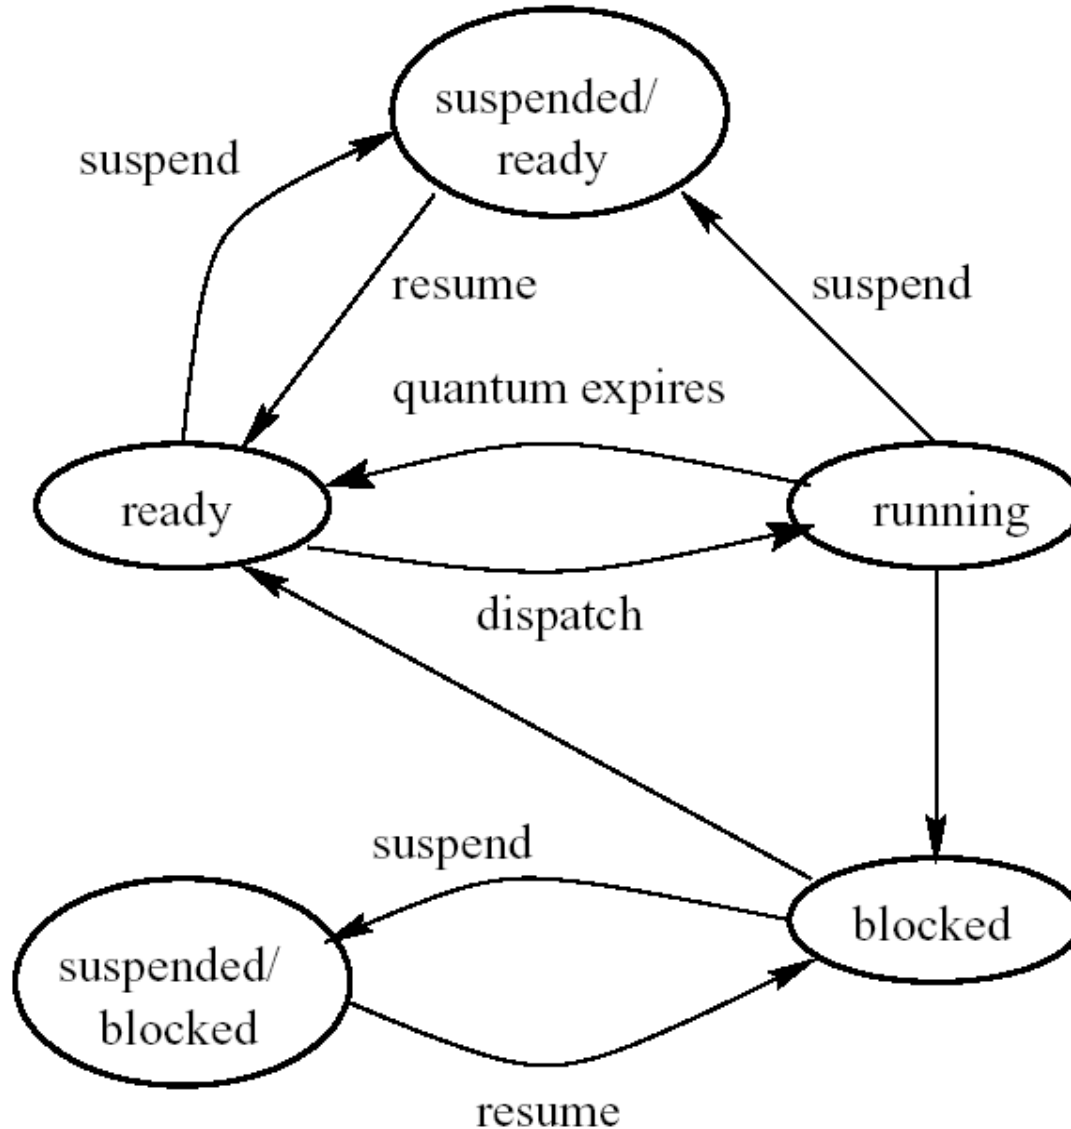 suspended/
ready
suspend
resume
suspend
quantum expires
ready
running
dispatch
suspend
blocked
suspended/
blocked
resume